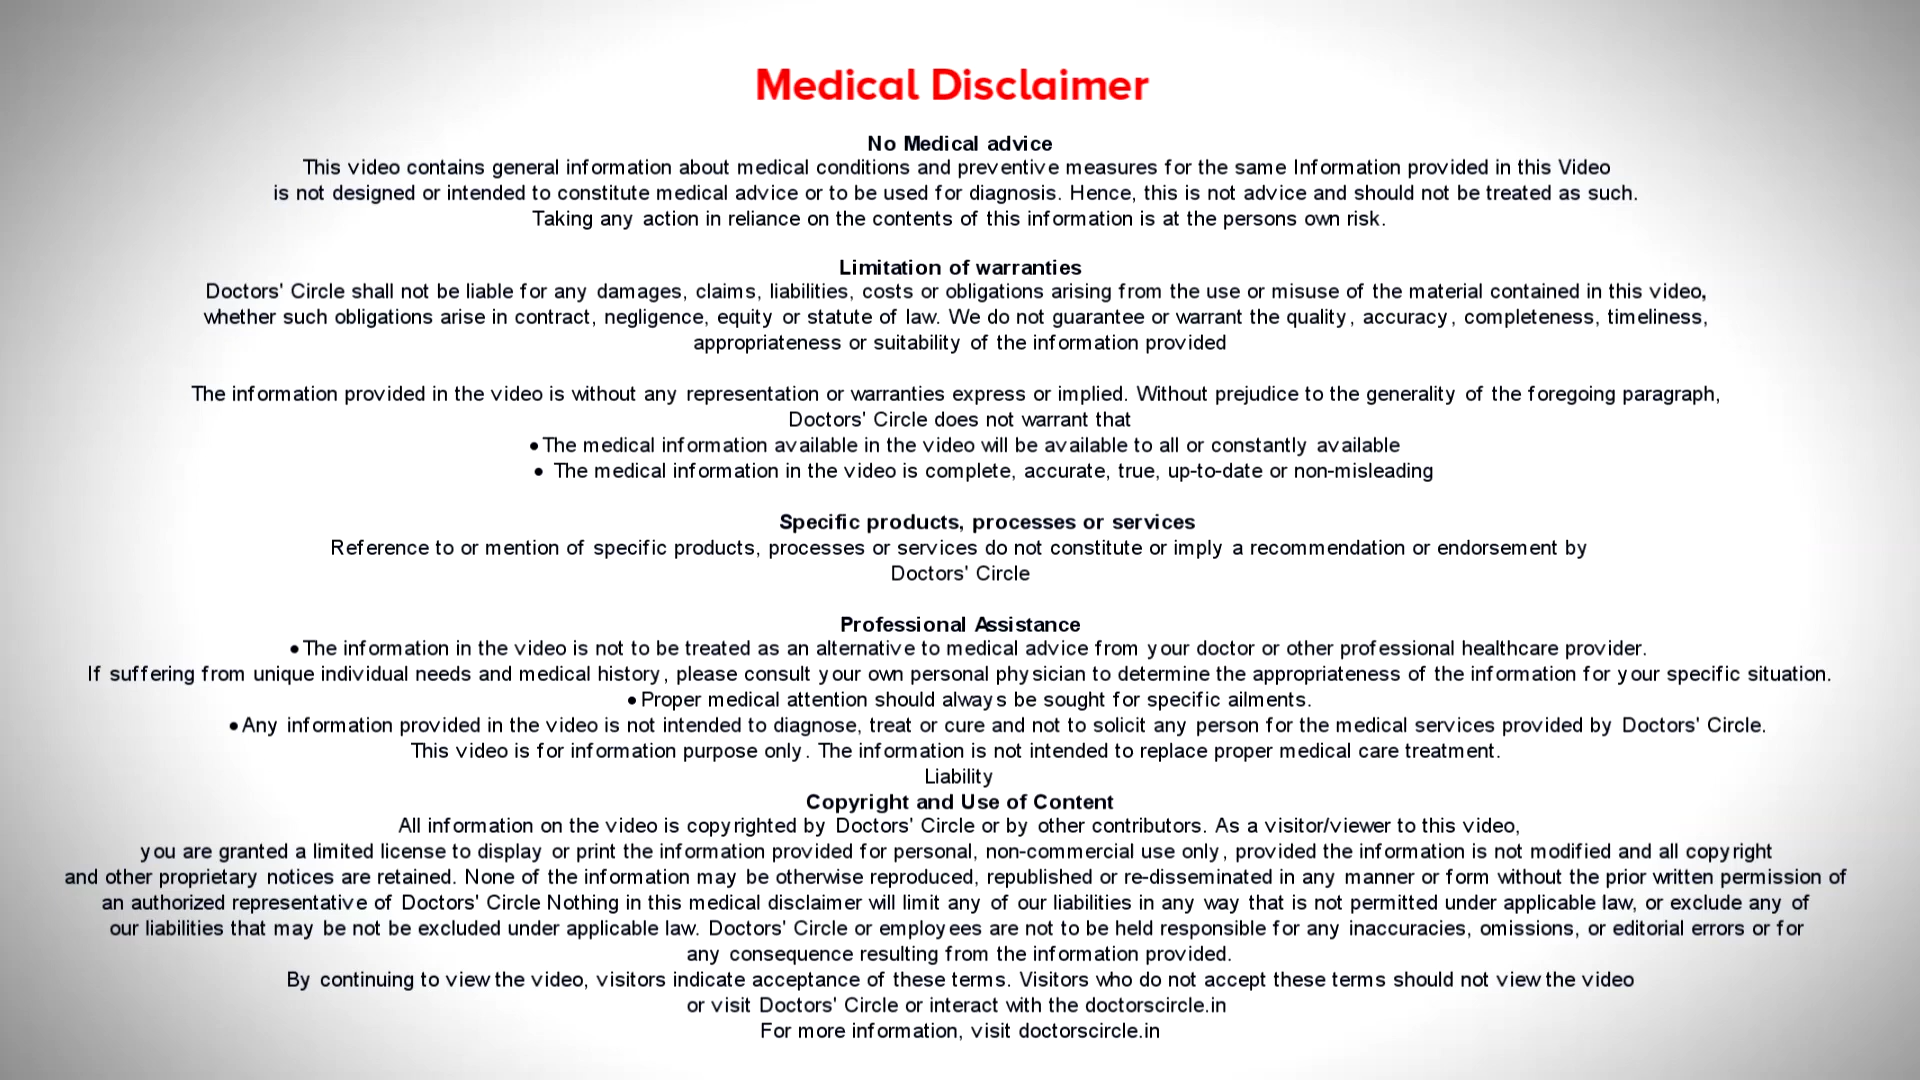 Medical Disclaimer
No Medical advice
This video contains general information about medical conditions and preventive measures for the same Information provided in this Video
is not designed or intended to constitute medical advice or to be used for diagnosis. Hence, this is not advice and should not be treated as such.
Taking any action in reliance on the contents of this information is at the persons own risk.
Limitation of warranties
Doctors' Circle shall not be liable for any damages, claims, liabilities, costs or obligations arising from the use or misuse of the material contained in this video,
whether such obligations arise in contract, negligence, equity or statute of law. We do not guarantee or warrant the quality, accuracy, completeness, timeliness,
appropriateness or suitability of the information provided
The information provided in the video is without any representation or warranties express or implied. Without prejudice to the generality of the foregoing paragraph,
Doctors' Circle does not warrant that
• The medical information available in the video will be available to all or constantly available
• The medical information in the video is complete, accurate, true, up-to-date or non-misleading
Specific products, processes or services
Reference to or mention of specific products, processes or services do not constitute or imply a recommendation or endorsement by
Doctors' Circle
Professional Assistance
• The information in the video is not to be treated as an alternative to medical advice from your doctor or other professional healthcare provider.
If suffering from unique individual needs and medical history, please consult your own personal physician to determine the appropriateness of the information for your specific situation.
• Proper medical attention should always be sought for specific ailments.
• Any information provided in the video is not intended to diagnose, treat or cure and not to solicit any person for the medical services provided by Doctors' Circle.
This video is for information purpose only. The information is not intended to replace proper medical care treatment.
Liability
Copyright and Use of Content
All information on the video is copyrighted by Doctors' Circle or by other contributors. As a visitor/viewer to this video,
you are granted a limited license to display or print the information provided for personal, non-commercial use only, provided the information is not modified and all copyright
and other proprietary notices are retained. None of the information may be otherwise reproduced, republished or re-disseminated in any manner or form without the prior written permission of
an authorized representative of Doctors' Circle Nothing in this medical disclaimer will limit any of our liabilities in any way that is not permitted under applicable law, or exclude any of
our liabilities that may be not be excluded under applicable law. Doctors' Circle or employees are not to be held responsible for any inaccuracies, omissions, or editorial errors or for
any consequence resulting from the information provided.
By continuing to view the video, visitors indicate acceptance of these terms. Visitors who do not accept these terms should not view the video
or visit Doctors' Circle or interact with the doctorscircle.in
For more information, visit doctorscircle.in